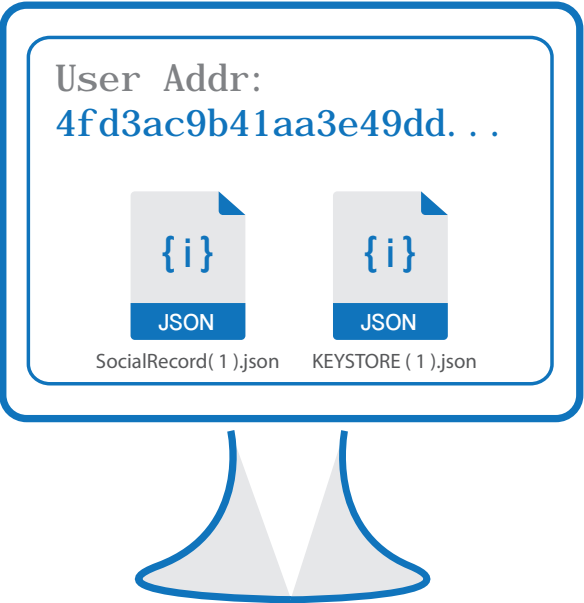 User Addr:
4fd3ac9b41aa3e49dd...
{i} {i}
JSON JSON
SocialRecord( 1 ).json KEYSTORE ( 1 ).json